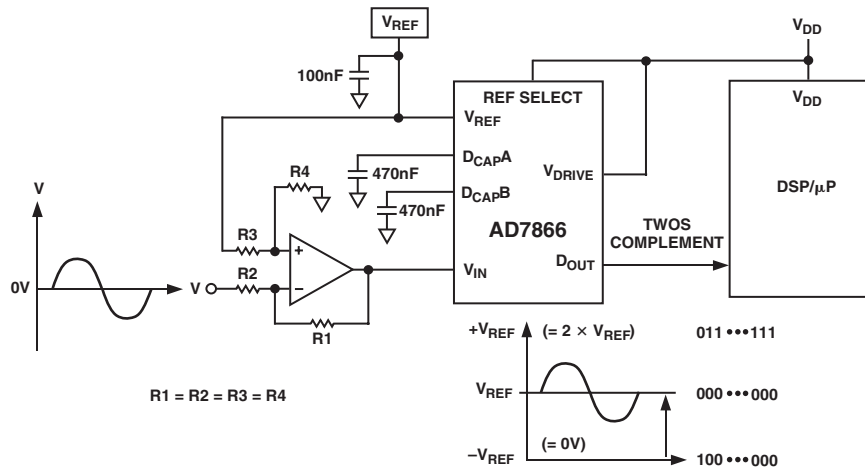 VREF
VDD
100nF
REF SELECT
VDD
VREF
R4
DCAPA
470nF
VDRIVE
DSP/μP
DCAPB
470nF
V
AD7866
TWOS
COMPLEMENT
R3
+
R2
DOUT
0V
V
–
VIN
R1
+VREF
(= 2 × VREF)
011•••111
R1 = R2 = R3 = R4
VREF
000•••000
(= 0V)
–VREF
100•••000